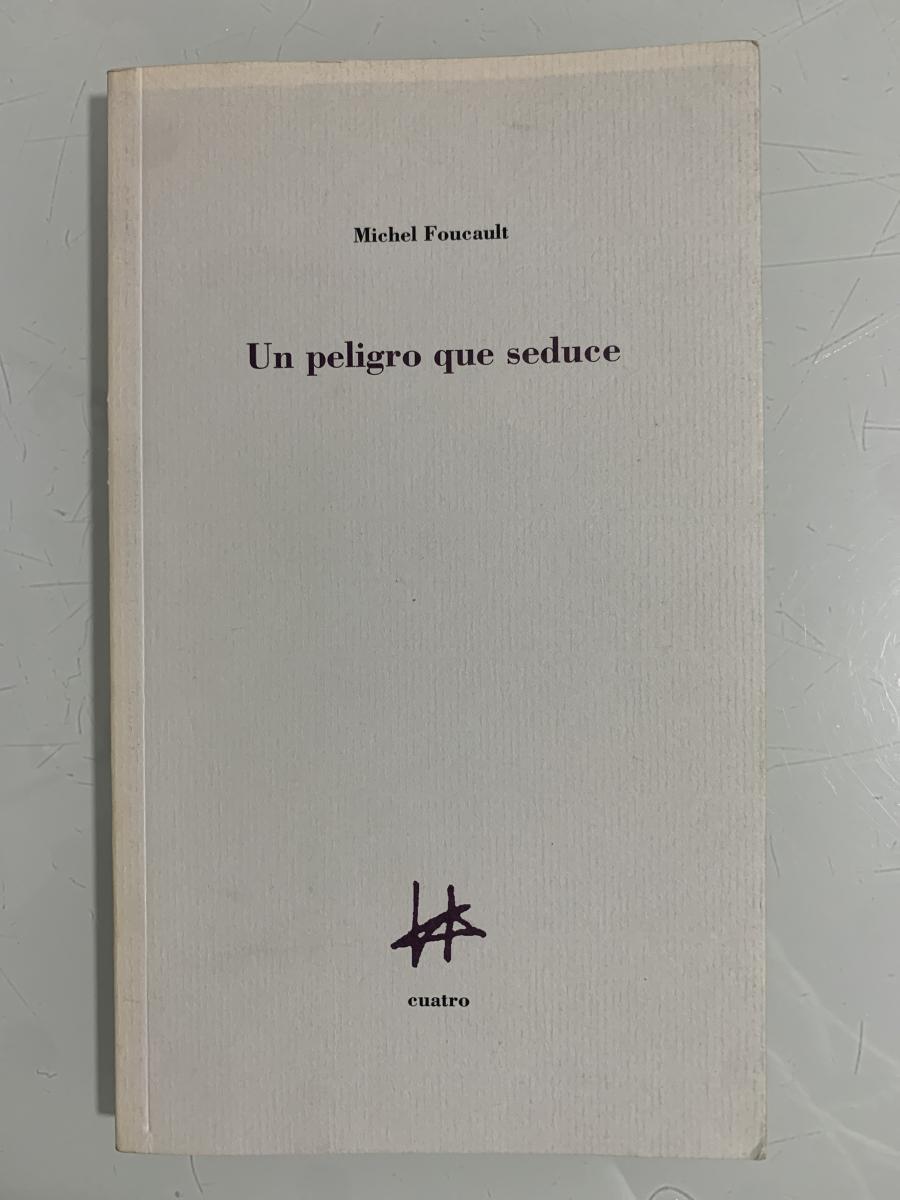 Michel Foucault
Un peligro que seduce
cuatro